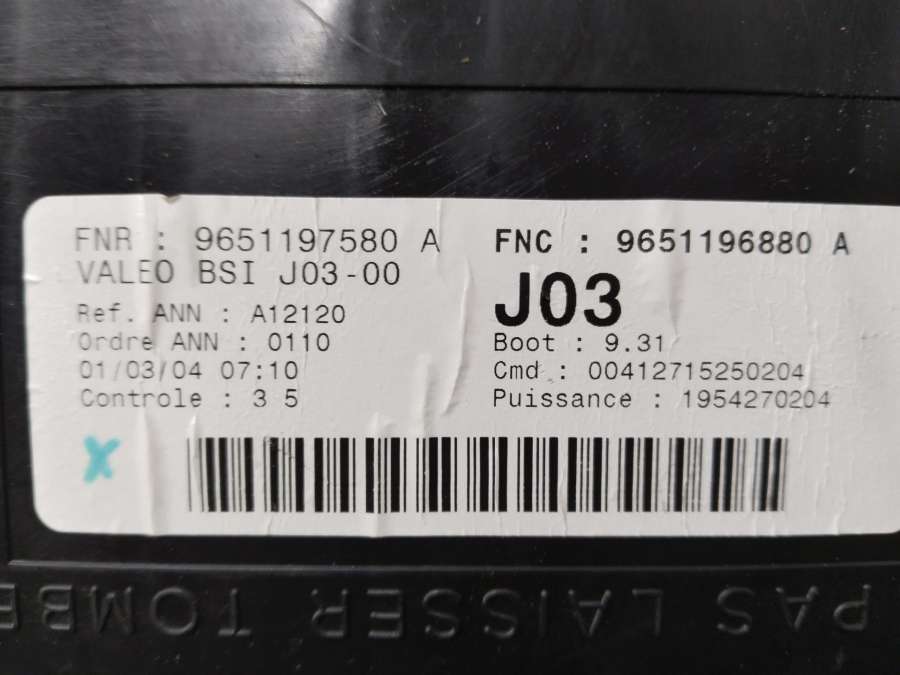 FNR : 9651197580 A
VALEO BSI J03-00
Ref. ANN : A12120
Ordre ANN : 0110
01/03/04 07:10
Controle : 3 5
FNC : 9651196880 A
J03
Boot : 9.31
Cmd : 00412715250204
Puissance : 1954270204
X
PAS LAISSER TOMBE